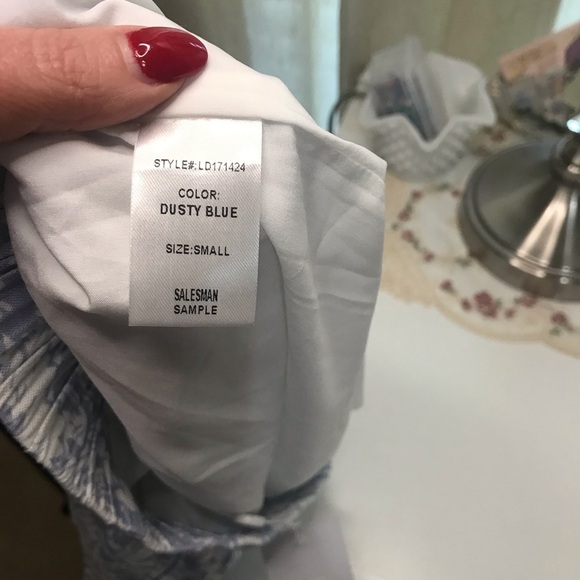 STYLE#:LD171424
COLOR:
DUSTY BLUE
SIZE:SMALL
SALESMAN
SAMPLE